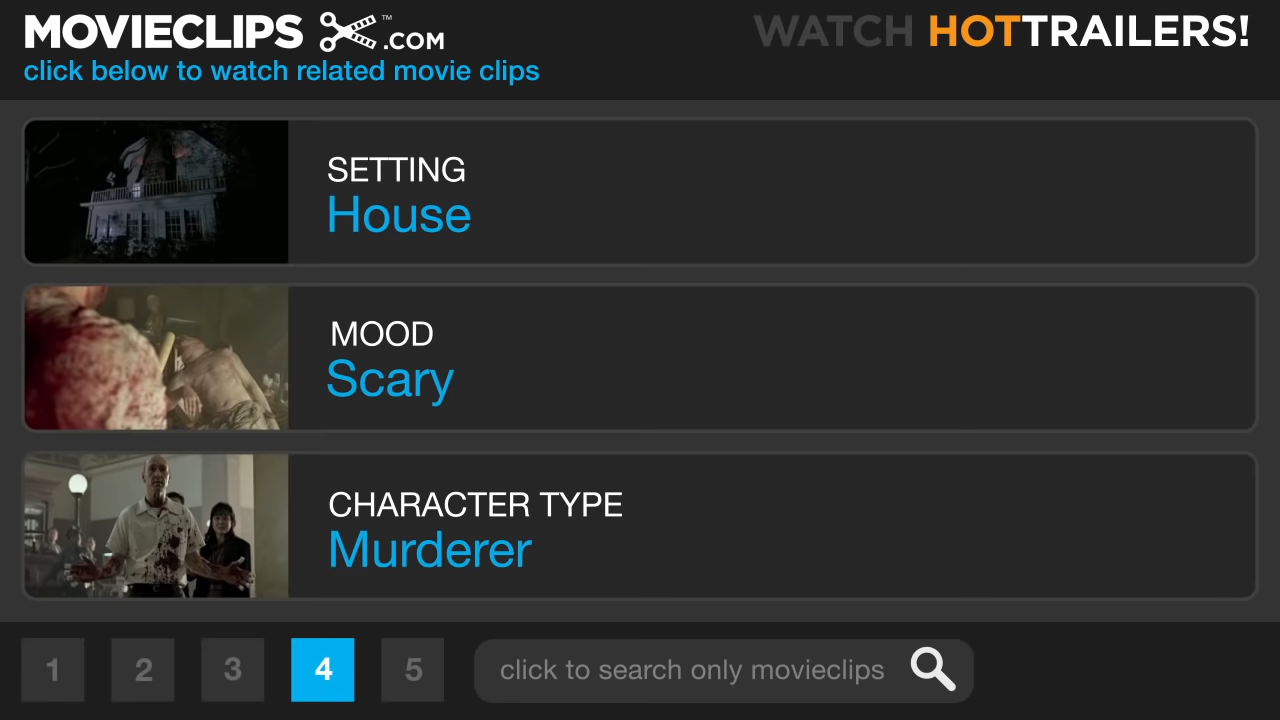 MOVIECLIPS ™ .COM
WATCH HOTTRAILERS!
click below to watch related movie clips
SETTING
House
MOOD
Scary
CHARACTER TYPE
Murderer
1 2 3 4 5 click to search only movieclips